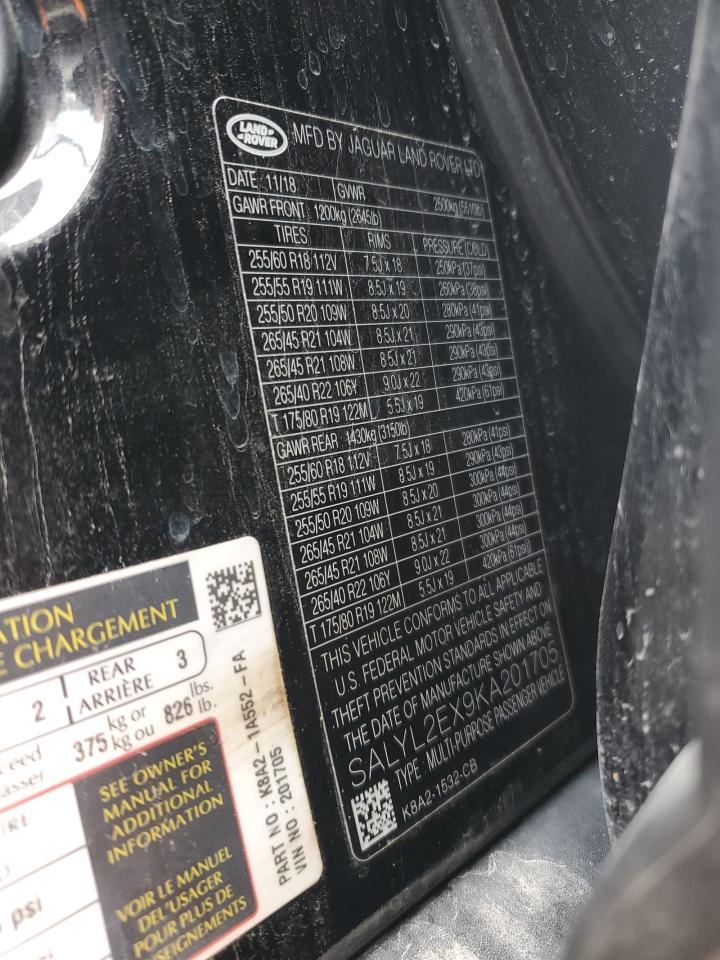 LAND ROVER
MFD BY JAGUAR LAND ROVER LTD
DATE 11/18 GVWR 2500kg (5510lb)
GAWR FRONT 1200kg (2645lb)
TIRES RIMS PRESSURE (COLD)
255/60 R18 112V 7.5J x 18 250kPa (37psi)
255/55 R19 111W 8.5J x 19 260kPa (38psi)
255/50 R20 109W 8.5J x 20 280kPa (41psi)
265/45 R21 104W 8.5J x 21 290kPa (43psi)
265/45 R21 108W 8.5J x 21 290kPa (43psi)
265/40 R22 106Y 9.0J x 22 290kPa (43psi)
T 175/80 R19 122M 5.5J x 19 420kPa (61psi)
GAWR REAR 1430kg (3150lb)
255/60 R18 112V 7.5J x 18 280kPa (41psi)
255/55 R19 111W 8.5J x 19 290kPa (43psi)
255/50 R20 109W 8.5J x 20 300kPa (44psi)
265/45 R21 104W 8.5J x 21 300kPa (44psi)
265/45 R21 108W 8.5J x 21 300kPa (44psi)
265/40 R22 106Y 9.0J x 22 300kPa (44psi)
T 175/80 R19 122M 5.5J x 19 420kPa (61psi)
THIS VEHICLE CONFORMS TO ALL APPLICABLE
U.S. FEDERAL MOTOR VEHICLE SAFETY AND
THEFT PREVENTION STANDARDS IN EFFECT ON
THE DATE OF MANUFACTURE SHOWN ABOVE
SALYL2EX9KA201705
TYPE : MULTI-PURPOSE PASSENGER VEHICLE
K8A2-1532-CB
ATION
E CHARGEMENT
2 REAR 3
ARRIÈRE
ceed 375 kg or 826 lbs.
asser kg ou lb.
SEE OWNER'S
MANUAL FOR
ADDITIONAL
INFORMATION
psi
VOIR LE MANUEL
DE L'USAGER
POUR PLUS DE
SEIGNEMENTS
PART NO : K8A2-1A552-FA
VIN NO : 201705